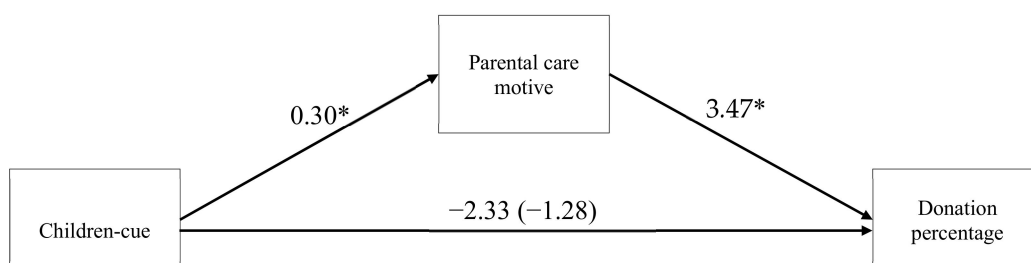 Parental care
motive
0.30*
3.47*
Children-cue
−2.33 (−1.28)
Donation
percentage